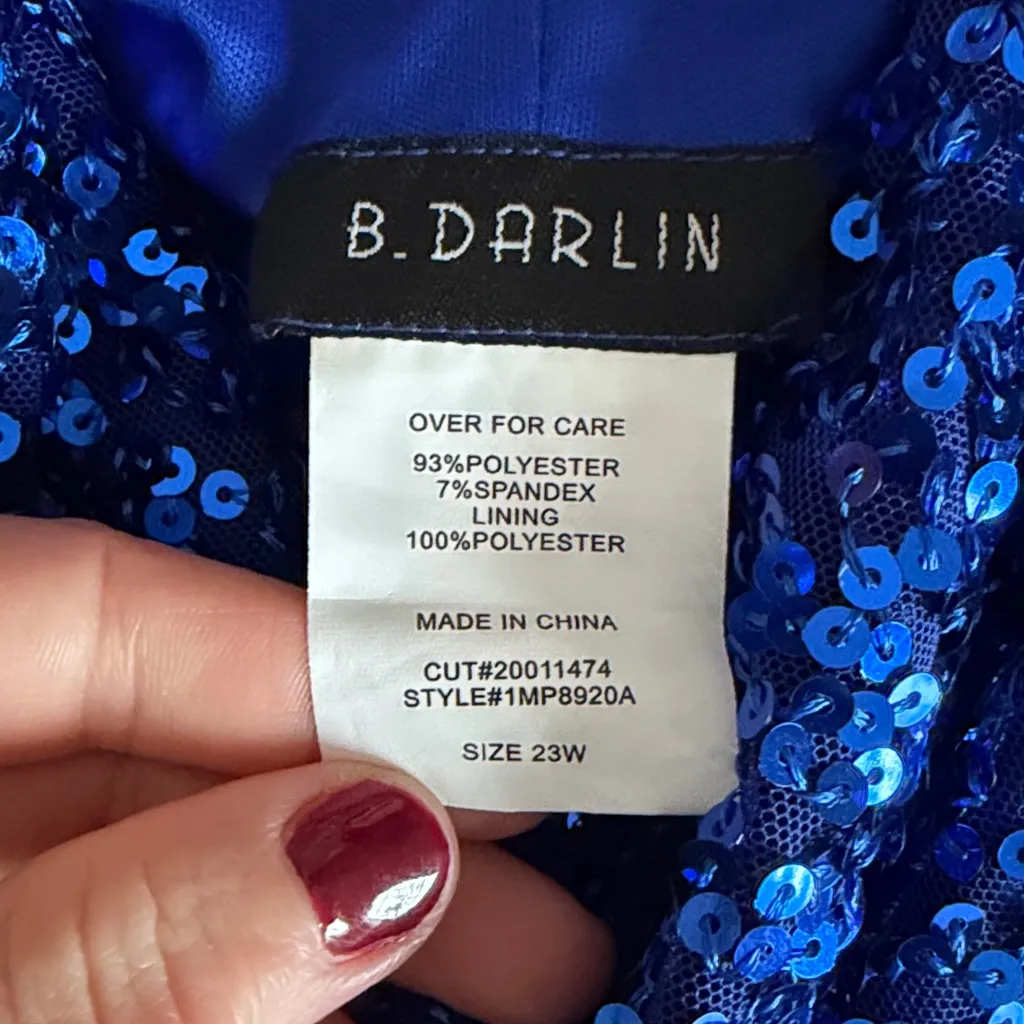 B. DARLIN
OVER FOR CARE
93%POLYESTER
7%SPANDEX
LINING
100%POLYESTER
MADE IN CHINA
CUT#20011474
STYLE#1MP8920A
SIZE 23W